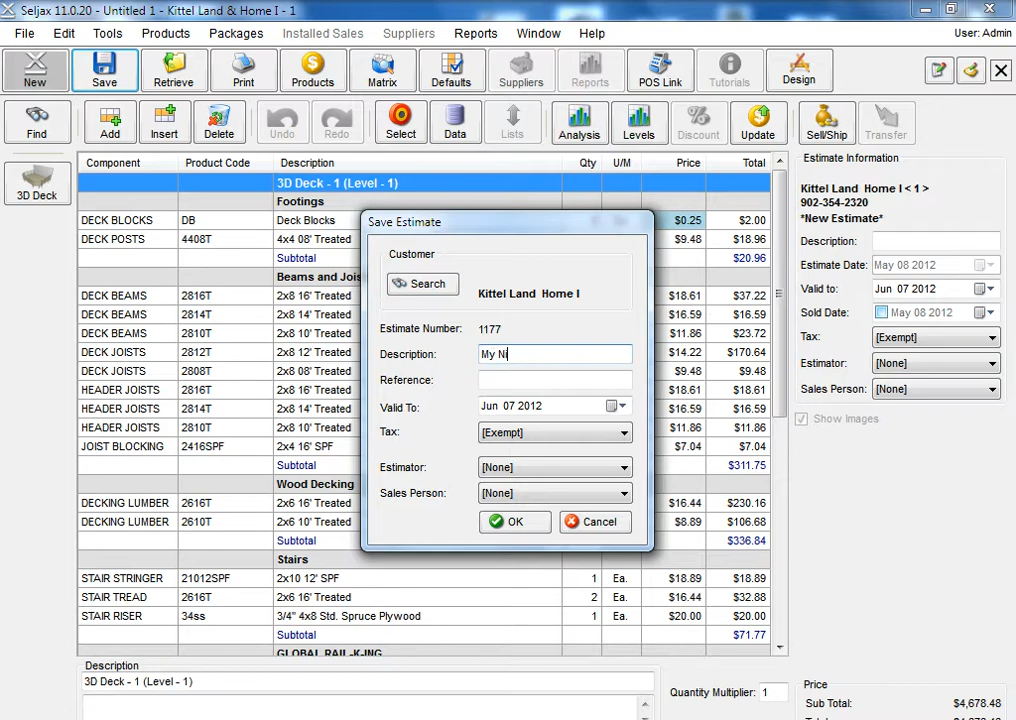 Seljax 11.0.20 - Untitled 1 - Kittel Land & Home I - 1
File Edit Tools Products Packages Installed Sales Suppliers Reports Window Help User: Admin
New Save Retrieve Print Products Matrix Defaults Suppliers Reports POS Link Tutorials Design
Find Add Insert Delete Undo Redo Select Data Lists Analysis Levels Discount Update Sell/Ship Transfer
3D Deck
Component Product Code Description Qty U/M Price Total
3D Deck - 1 (Level - 1)
Footings
DECK BLOCKS DB Deck Blocks $0.25 $2.00
DECK POSTS 4408T 4x4 08' Treated $9.48 $18.96
Subtotal $20.96
Beams and Jois
DECK BEAMS 2816T 2x8 16' Treated $18.61 $37.22
DECK BEAMS 2814T 2x8 14' Treated $16.59 $16.59
DECK BEAMS 2810T 2x8 10' Treated $11.86 $23.72
DECK JOISTS 2812T 2x8 12' Treated $14.22 $170.64
DECK JOISTS 2808T 2x8 08' Treated $9.48 $9.48
HEADER JOISTS 2816T 2x8 16' Treated $18.61 $18.61
HEADER JOISTS 2814T 2x8 14' Treated $16.59 $16.59
HEADER JOISTS 2810T 2x8 10' Treated $11.86 $11.86
JOIST BLOCKING 2416SPF 2x4 16' SPF $7.04 $7.04
Subtotal $311.75
Wood Decking
DECKING LUMBER 2616T 2x6 16' Treated $16.44 $230.16
DECKING LUMBER 2610T 2x6 10' Treated $8.89 $106.68
Subtotal $336.84
Stairs
STAIR STRINGER 21012SPF 2x10 12' SPF 1 Ea. $18.89 $18.89
STAIR TREAD 2616T 2x6 16' Treated 2 Ea. $16.44 $32.88
STAIR RISER 34ss 3/4" 4x8 Std. Spruce Plywood 1 Ea. $20.00 $20.00
Subtotal $71.77
GLOBAL RAIL-K-ING
Description
3D Deck - 1 (Level - 1)
Quantity Multiplier: 1
Save Estimate
Customer
Search
Kittel Land Home I
Estimate Number: 1177
Description: My Ni
Reference:
Valid To: Jun 07 2012
Tax: [Exempt]
Estimator: [None]
Sales Person: [None]
OK Cancel
Estimate Information
Kittel Land Home I < 1 >
902-354-2320
*New Estimate*
Description:
Estimate Date: May 08 2012
Valid to: Jun 07 2012
Sold Date: May 08 2012
Tax: [Exempt]
Estimator: [None]
Sales Person: [None]
Show Images
Price
Sub Total: $4,678.48